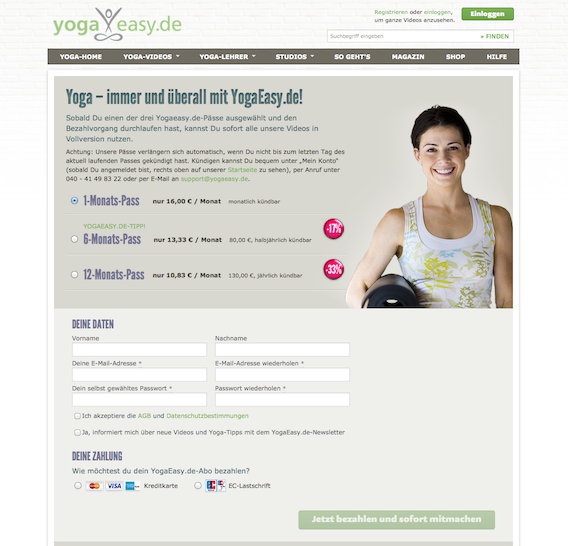 yoga easy.de
Registrieren oder einloggen,
um ganze Videos anzusehen.
Einloggen
Suchbegriff eingeben
» FINDEN
YOGA-HOME YOGA-VIDEOS YOGA-LEHRER STUDIOS SO GEHT'S MAGAZIN SHOP HILFE
Yoga – immer und überall mit YogaEasy.de!
Sobald Du einen der drei Yogaeasy.de-Pässe ausgewählt und den
Bezahlvorgang durchlaufen hast, kannst Du sofort alle unsere Videos in
Vollversion nutzen.
Achtung: Unsere Pässe verlängern sich automatisch, wenn Du nicht bis zum letzten Tag des
aktuell laufenden Passes gekündigt hast. Kündigen kannst Du bequem unter „Mein Konto"
(sobald Du angemeldet bist, rechts oben auf unserer Startseite zu sehen), per Anruf unter
040 - 41 49 83 22 oder per E-Mail an support@yogaeasy.de.
1-Monats-Pass nur 16,00 € / Monat monatlich kündbar
YOGAEASY.DE-TIPP!
6-Monats-Pass nur 13,33 € / Monat 80,00 €, halbjährlich kündbar
-17%
12-Monats-Pass nur 10,83 € / Monat 130,00 €, jährlich kündbar
-33%
DEINE DATEN
Vorname Nachname
Deine E-Mail-Adresse * E-Mail-Adresse wiederholen *
Dein selbst gewähltes Passwort * Passwort wiederholen *
Ich akzeptiere die AGB und Datenschutzbestimmungen
Ja, informiert mich über neue Videos und Yoga-Tipps mit dem YogaEasy.de-Newsletter
DEINE ZAHLUNG
Wie möchtest du dein YogaEasy.de-Abo bezahlen?
VISA Kreditkarte EC-Lastschrift
Jetzt bezahlen und sofort mitmachen